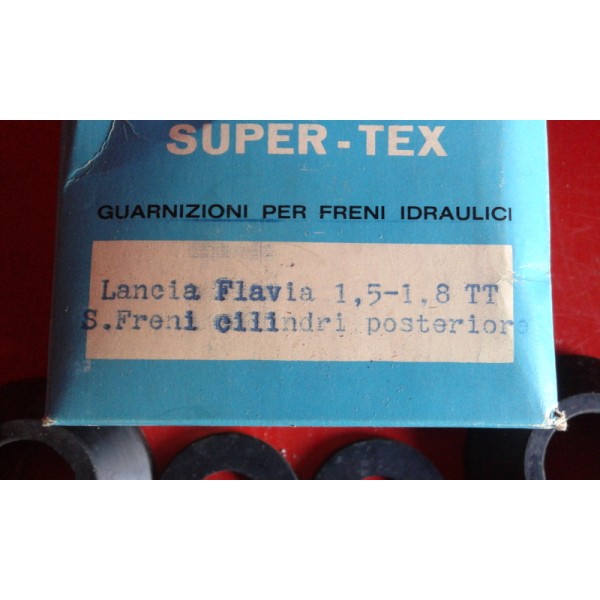 SUPER-TEX
GUARNIZIONI PER FRENI IDRAULICI
Lancia Flavia 1,5-1,8 TT
S.Freni cilindri posteriore